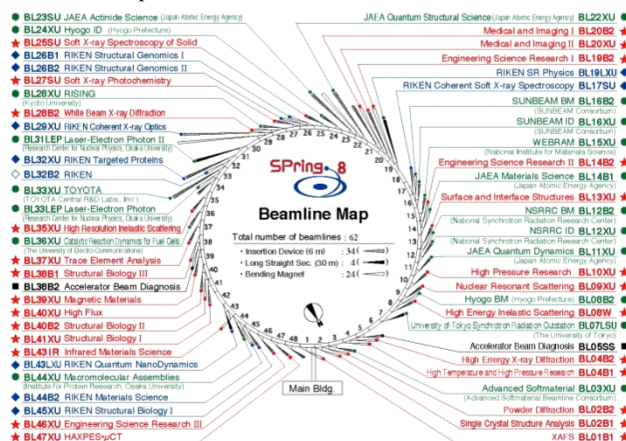 BL23SU JAEA Actinide Science (Japan Atomic Energy Agency)
BL24XU Hyogo ID (Hyogo Prefecture)
BL25SU Soft X-ray Spectroscopy of Solid
BL26B1 RIKEN Structural Genomics I
BL26B2 RIKEN Structural Genomics II
BL27SU Soft X-ray Photochemistry
BL28XU RISING
(Kyoto University)
BL28B2 White Beam X-ray Diffraction
BL29XU RIKEN Coherent X-ray Optics
BL31LEP Laser-Electron Photon II
(Research Center for Nuclear Physics, Osaka University)
BL32XU RIKEN Targeted Proteins
BL32B2 RIKEN
BL33XU TOYOTA
(TOYOTA Central R&D Labs., Inc.)
BL33LEP Laser-Electron Photon
(Research Center for Nuclear Physics, Osaka University)
BL35XU High Resolution Inelastic Scattering
BL36XU Catalytic Reaction Dynamics for Fuel Cells
(The University of Electro-Communications)
BL37XU Trace Element Analysis
BL38B1 Structural Biology III
BL38B2 Accelerator Beam Diagnosis
BL39XU Magnetic Materials
BL40XU High Flux
BL40B2 Structural Biology II
BL41XU Structural Biology I
BL43IR Infrared Materials Science
BL43LXU RIKEN Quantum NanoDynamics
BL44XU Macromolecular Assemblies
(Institute for Protein Research, Osaka University)
BL44B2 RIKEN Materials Science
BL45XU RIKEN Structural Biology I
BL46XU Engineering Science Research III
BL47XU HAXPES·μCT
JAEA Quantum Structural Science (Japan Atomic Energy Agency) BL22XU
Medical and Imaging I BL20B2
Medical and Imaging II BL20XU
Engineering Science Research I BL19B2
RIKEN SR Physics BL19LXU
RIKEN Coherent Soft X-ray Spectroscopy BL17SU
SUNBEAM BM BL16B2
(SUNBEAM Consortium)
SUNBEAM ID BL16XU
(SUNBEAM Consortium)
WEBRAM BL15XU
(National Institute for Materials Science)
Engineering Science Research II BL14B2
JAEA Materials Science BL14B1
(Japan Atomic Energy Agency)
Surface and Interface Structures BL13XU
NSRRC BM BL12B2
(National Synchrotron Radiation Research Center)
NSRRC ID BL12XU
(National Synchrotron Radiation Research Center)
JAEA Quantum Dynamics BL11XU
(Japan Atomic Energy Agency)
High Pressure Research BL10XU
Nuclear Resonant Scattering BL09XU
Hyogo BM (Hyogo Prefecture) BL08B2
High Energy Inelastic Scattering BL08W
University-of-Tokyo Synchrotron Radiation Outstation BL07LSU
(The University of Tokyo)
Accelerator Beam Diagnosis BL05SS
High Energy X-ray Diffraction BL04B2
High Temperature and High Pressure Research BL04B1
Advanced Softmaterial BL03XU
(Advanced Softmaterial Beamline Consortium)
Powder Diffraction BL02B2
Single Crystal Structure Analysis BL02B1
XAFS BL01B1
SPring-8
Beamline Map
Total number of beamlines : 62
· Insertion Device (6 m) : 34
· Long Straight Sec. (30 m) : 4
· Bending Magnet : 24
Main Bldg.